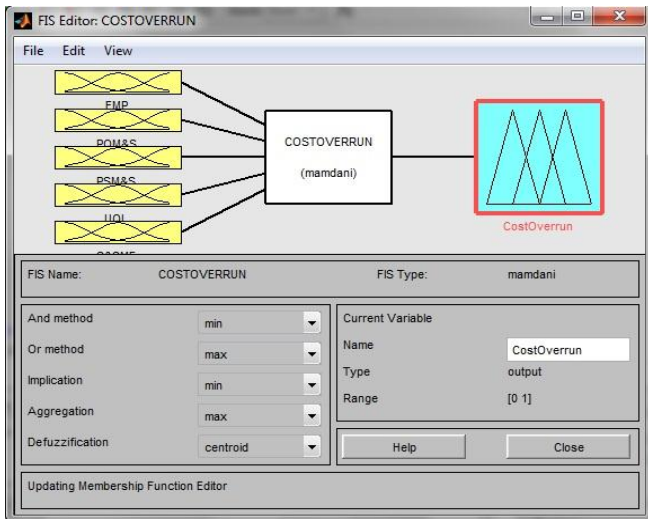 FIS Editor: COSTOVERRUN
File Edit View
FMP
POM&S
PSM&S
COSTOVERRUN
(mamdani)
CostOverrun
FIS Name: COSTOVERRUN FIS Type: mamdani
And method min
Or method max
Implication min
Aggregation max
Defuzzification centroid
Current Variable
Name CostOverrun
Type output
Range [0 1]
Help Close
Updating Membership Function Editor